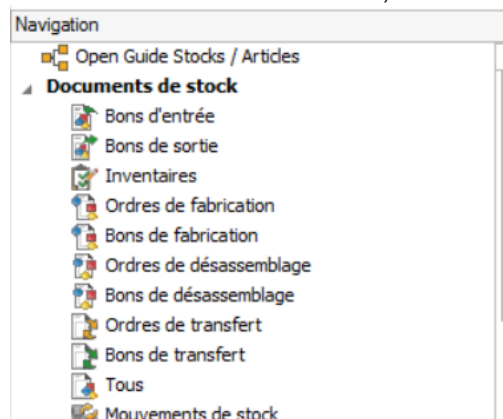 Navigation
Open Guide Stocks / Articles
Documents de stock
Bons d'entrée
Bons de sortie
Inventaires
Ordres de fabrication
Bons de fabrication
Ordres de désassemblage
Bons de désassemblage
Ordres de transfert
Bons de transfert
Tous
Mouvements de stock